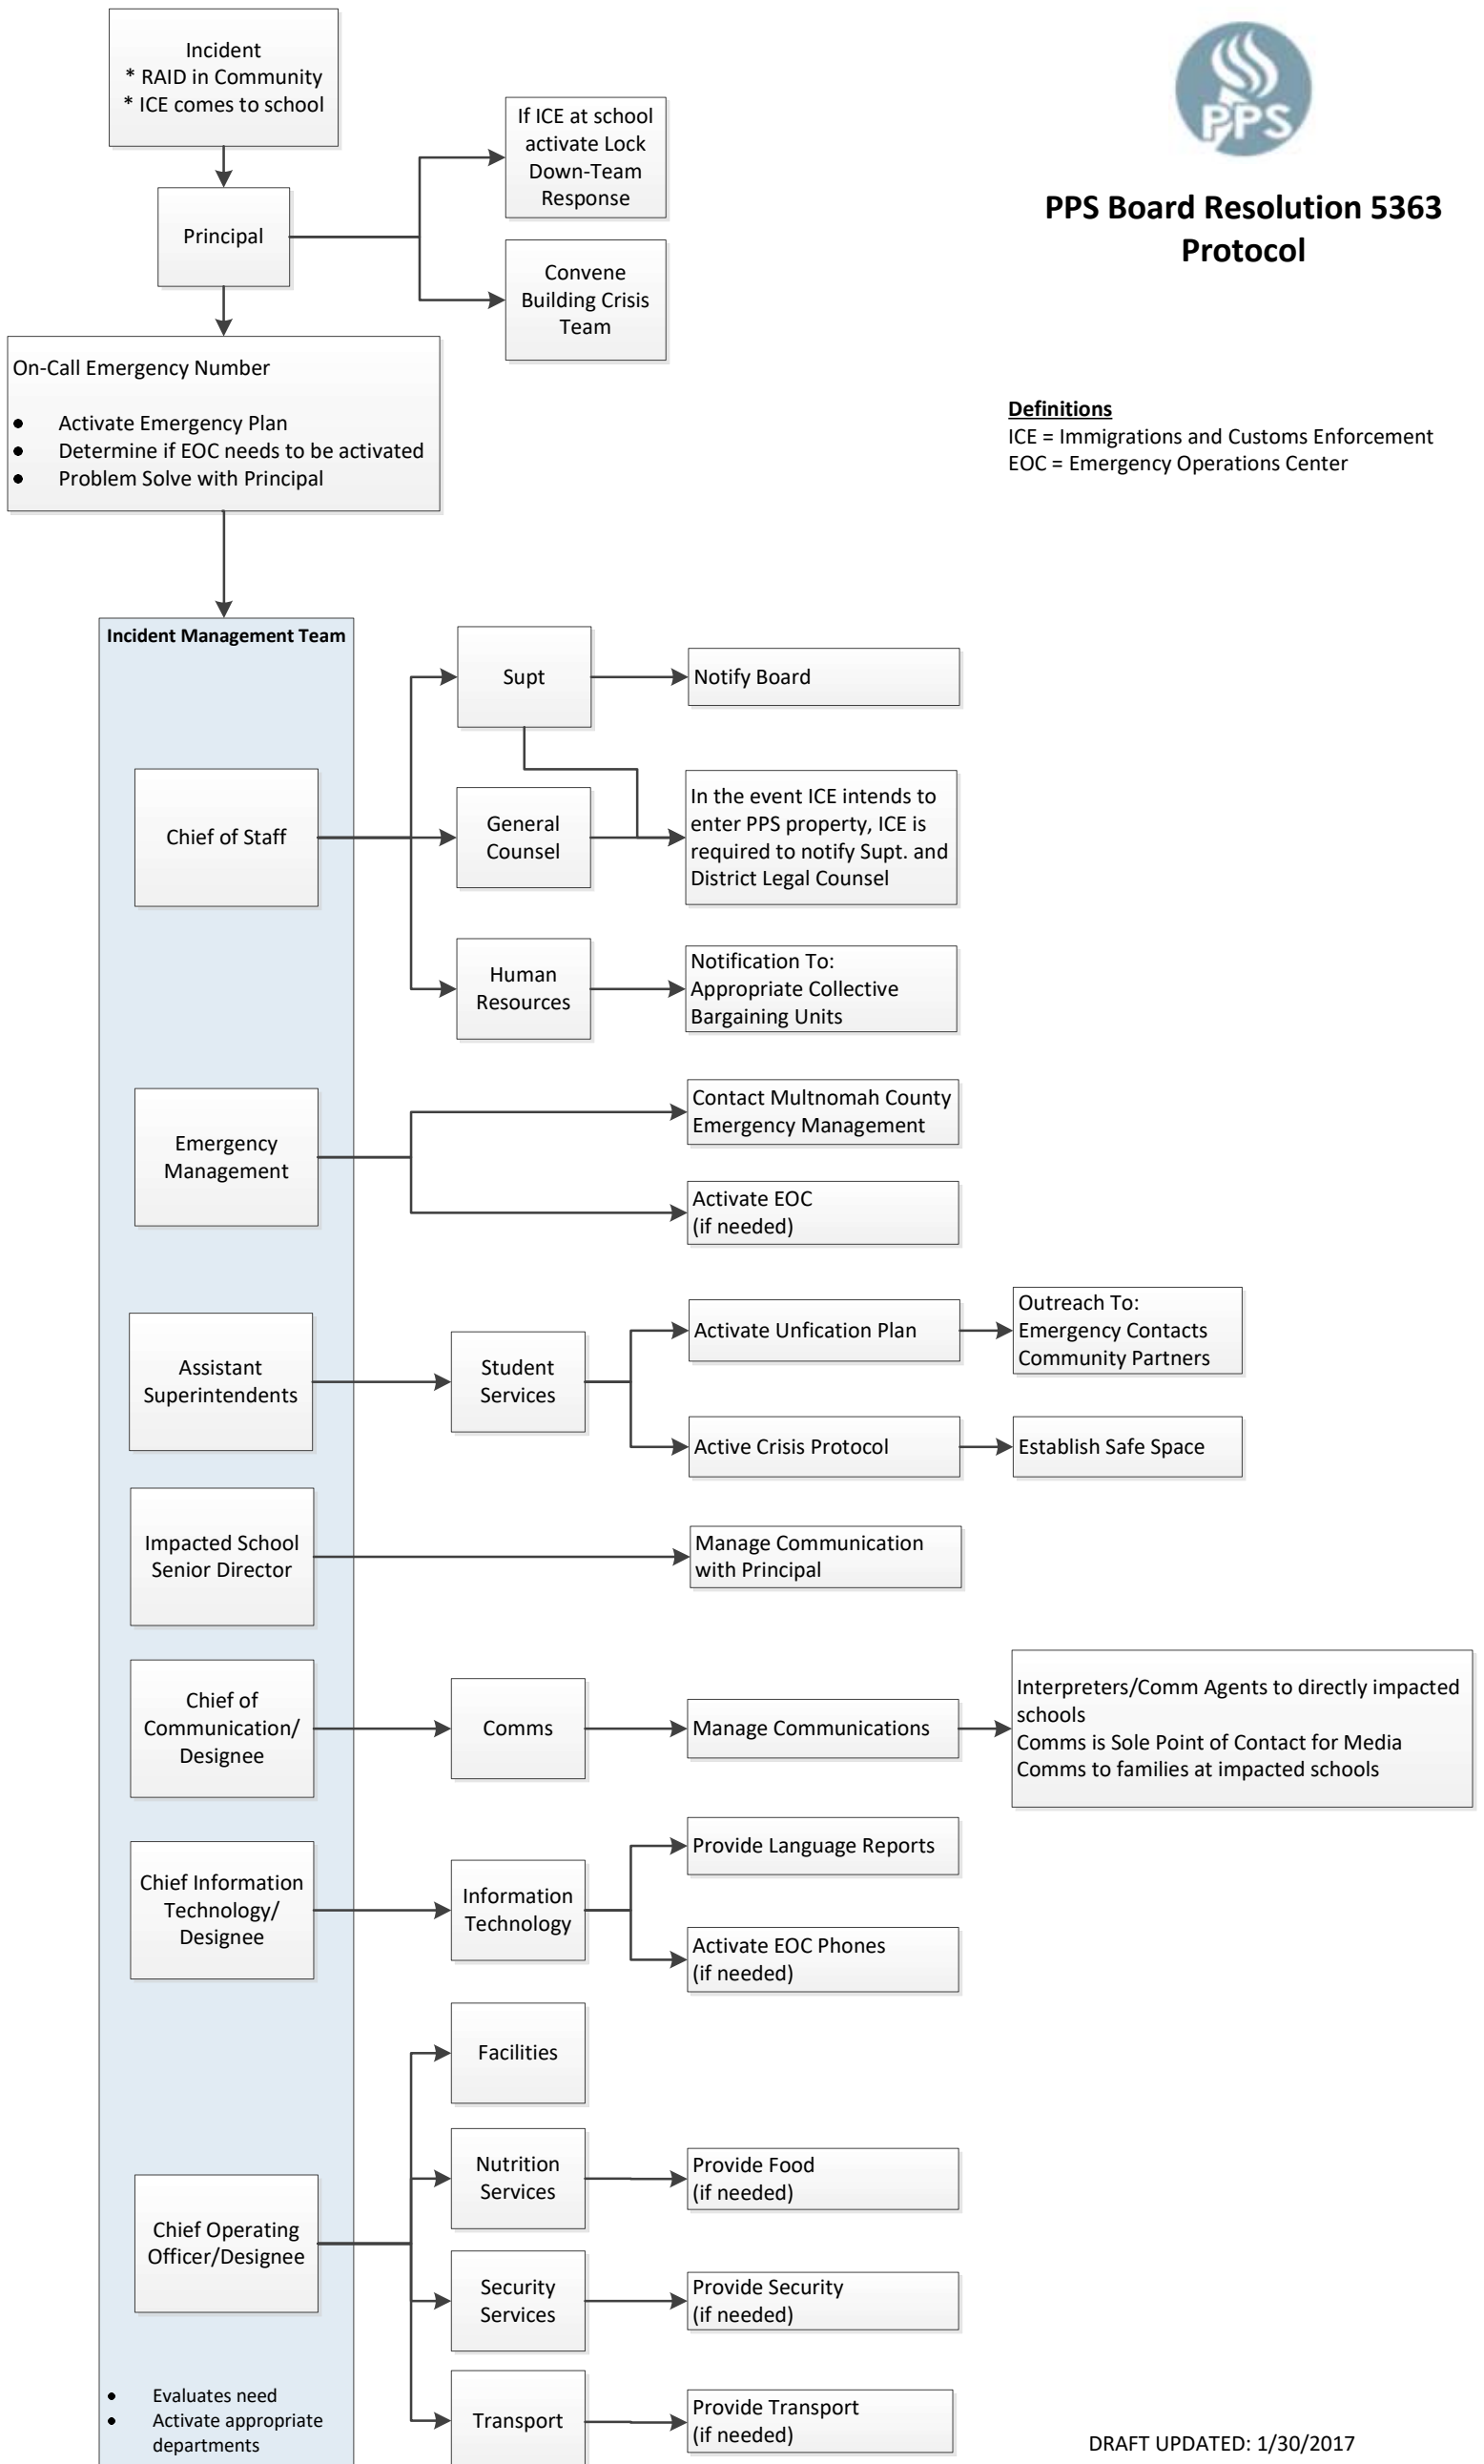 Incident
* RAID in Community
* ICE comes to school
PPS
PPS Board Resolution 5363
Protocol
If ICE at school
activate Lock
Down-Team
Response
Principal
Convene
Building Crisis
Team
On-Call Emergency Number
• Activate Emergency Plan
• Determine if EOC needs to be activated
• Problem Solve with Principal
Definitions
ICE = Immigrations and Customs Enforcement
EOC = Emergency Operations Center
Incident Management Team
Chief of Staff
Supt
Notify Board
General
Counsel
In the event ICE intends to
enter PPS property, ICE is
required to notify Supt. and
District Legal Counsel
Human
Resources
Notification To:
Appropriate Collective
Bargaining Units
Emergency
Management
Contact Multnomah County
Emergency Management
Activate EOC
(if needed)
Assistant
Superintendents
Student
Services
Activate Unfication Plan
Outreach To:
Emergency Contacts
Community Partners
Active Crisis Protocol
Establish Safe Space
Impacted School
Senior Director
Manage Communication
with Principal
Chief of
Communication/
Designee
Comms
Manage Communications
Interpreters/Comm Agents to directly impacted
schools
Comms is Sole Point of Contact for Media
Comms to families at impacted schools
Chief Information
Technology/
Designee
Information
Technology
Provide Language Reports
Activate EOC Phones
(if needed)
Chief Operating
Officer/Designee
Facilities
Nutrition
Services
Provide Food
(if needed)
Security
Services
Provide Security
(if needed)
Transport
Provide Transport
(if needed)
• Evaluates need
• Activate appropriate
departments
DRAFT UPDATED: 1/30/2017